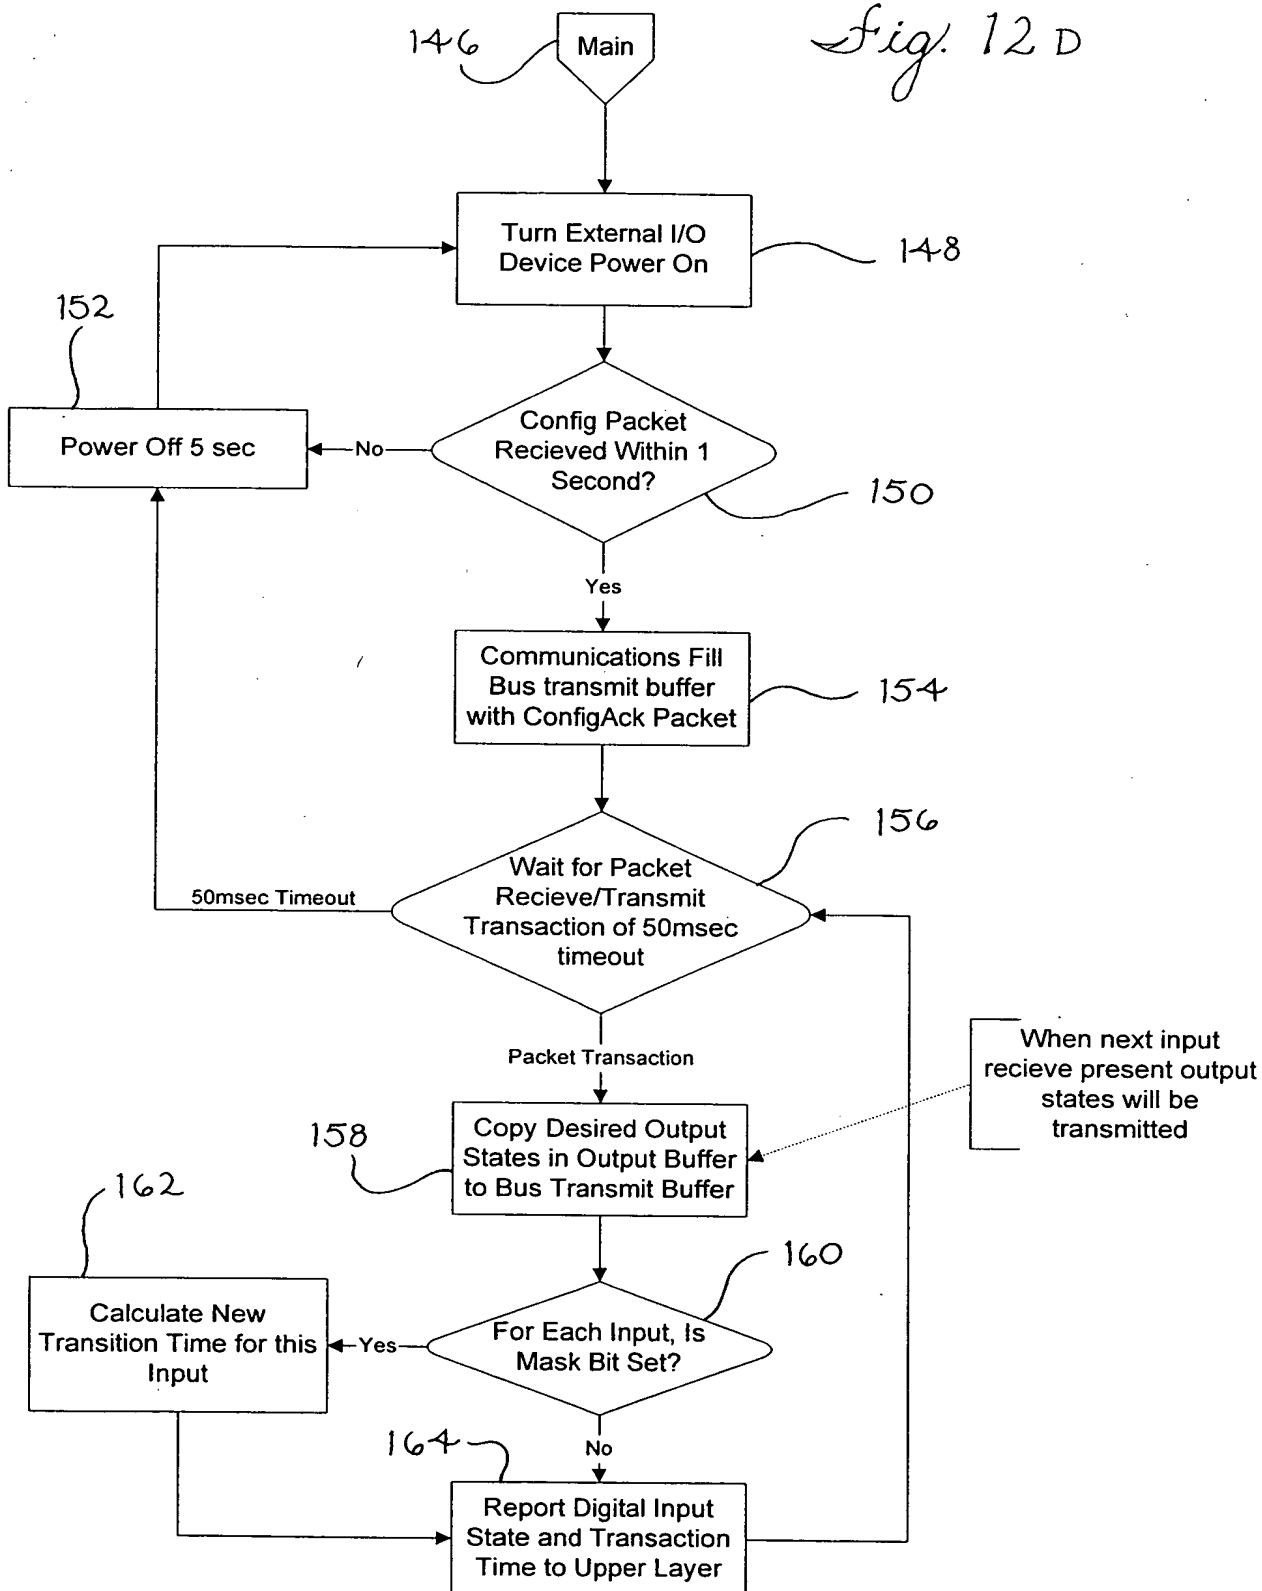 Fig. 12 D
146
Main
Turn External I/O
Device Power On
148
152
Power Off 5 sec
No
Config Packet
Recieved Within 1
Second?
150
Yes
Communications Fill
Bus transmit buffer
with ConfigAck Packet
154
156
50msec Timeout
Wait for Packet
Recieve/Transmit
Transaction of 50msec
timeout
Packet Transaction
When next input
recieve present output
states will be
transmitted
158
Copy Desired Output
States in Output Buffer
to Bus Transmit Buffer
162
160
Calculate New
Transition Time for this
Input
Yes
For Each Input, Is
Mask Bit Set?
No
164
Report Digital Input
State and Transaction
Time to Upper Layer